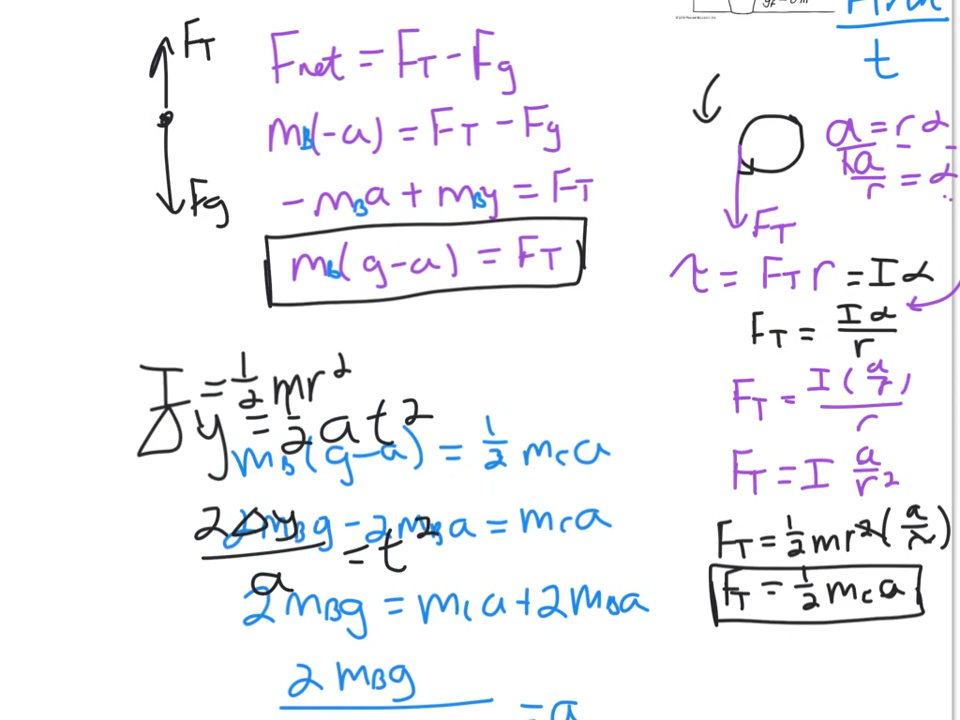 F_T
F_g
F_net = F_T - F_g
m_B(-a) = F_T - F_g
-m_B a + m_B g = F_T
m_B(g-a) = F_T
I = 1/2 mr²
Δy = 1/2 at²
m_B(g-a) = 1/2 m_C a
2m_B g - 2m_B a = m_C a
2Δy/a = t²
2m_B g = m_C a + 2m_B a
2 m_B g
= a
t
a = rα
a/r = α
F_T
τ = F_T r = Iα
F_T = Iα/r
F_T = I(a/r)/r
F_T = I a/r²
F_T = 1/2 mr²(a/r²)
F_T = 1/2 m_C a